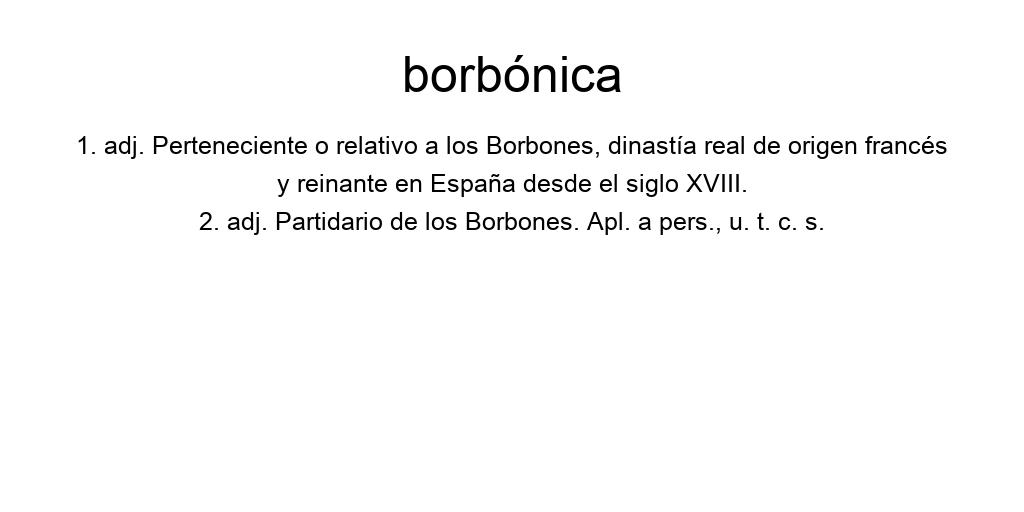 borbónica
1. adj. Perteneciente o relativo a los Borbones, dinastía real de origen francés
y reinante en España desde el siglo XVIII.
2. adj. Partidario de los Borbones. Apl. a pers., u. t. c. s.